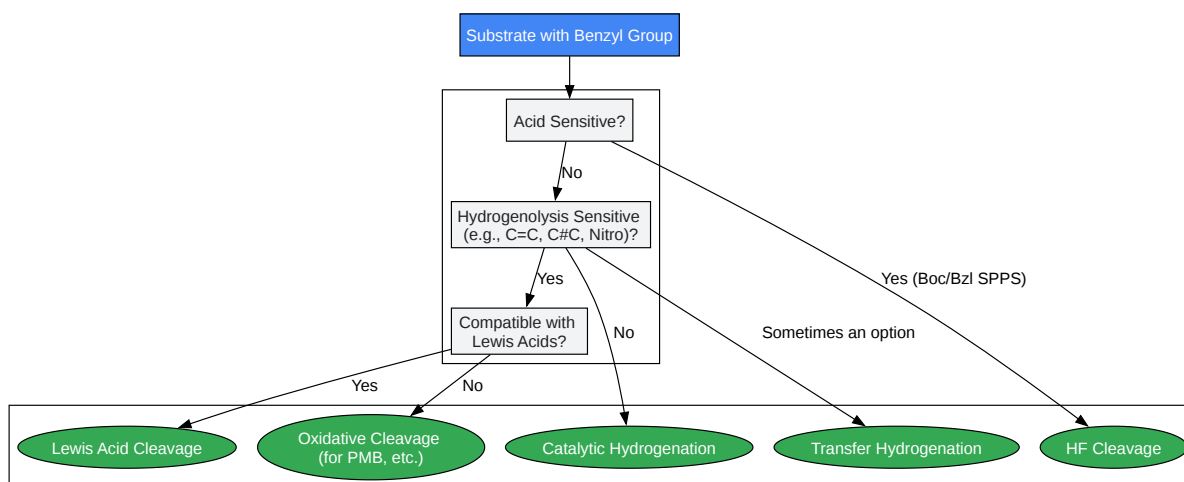 Substrate with Benzyl Group
Acid Sensitive?
No
Hydrogenolysis Sensitive
(e.g., C=C, C#C, Nitro)?
Yes (Boc/Bzl SPPS)
Yes
No
Sometimes an option
Compatible with
Lewis Acids?
Yes
No
Lewis Acid Cleavage
Oxidative Cleavage
(for PMB, etc.)
Catalytic Hydrogenation
Transfer Hydrogenation
HF Cleavage